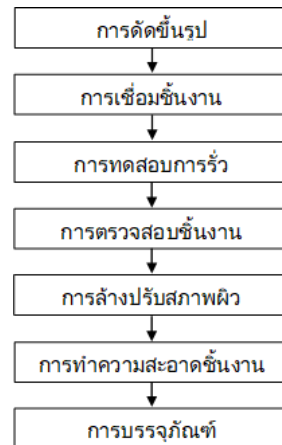 การดัดขึ้นรูป
การเชื่อมชิ้นงาน
การทดสอบการรั่ว
การตรวจสอบชิ้นงาน
การล้างปรับสภาพผิว
การทำความสะอาดชิ้นงาน
การบรรจุภัณฑ์